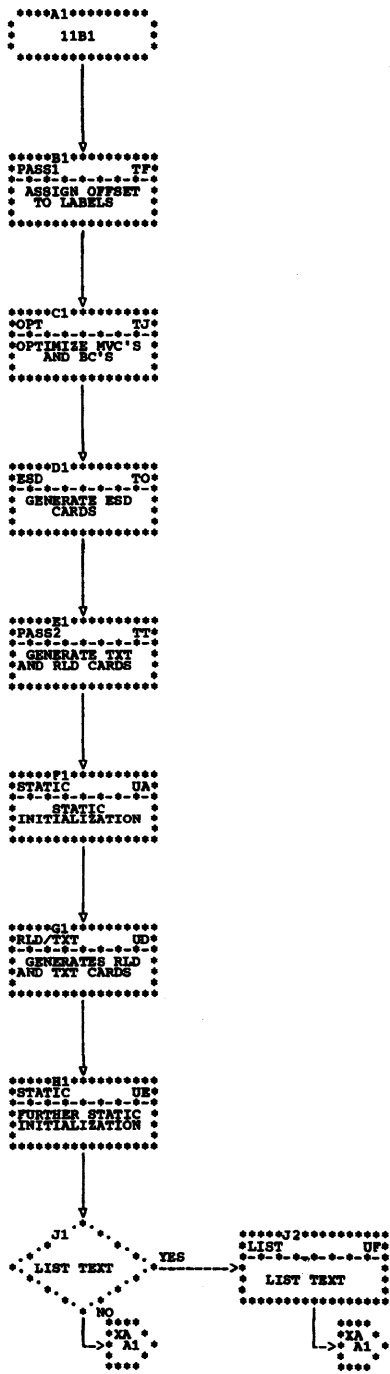 A1
11B1
B1
PASS1 TF
ASSIGN OFFSET
TO LABELS
C1
OPT TJ
OPTIMIZE MVC'S
AND BC'S
D1
ESD TO
GENERATE ESD
CARDS
E1
PASS2 TT
GENERATE TXT
AND RLD CARDS
F1
STATIC UA
STATIC
INITIALIZATION
G1
RLD/TXT UD
GENERATES RLD
AND TXT CARDS
H1
STATIC UE
FURTHER STATIC
INITIALIZATION
J1
LIST TEXT
YES
J2
LIST UF
LIST TEXT
NO
XA
A1
XA
A1